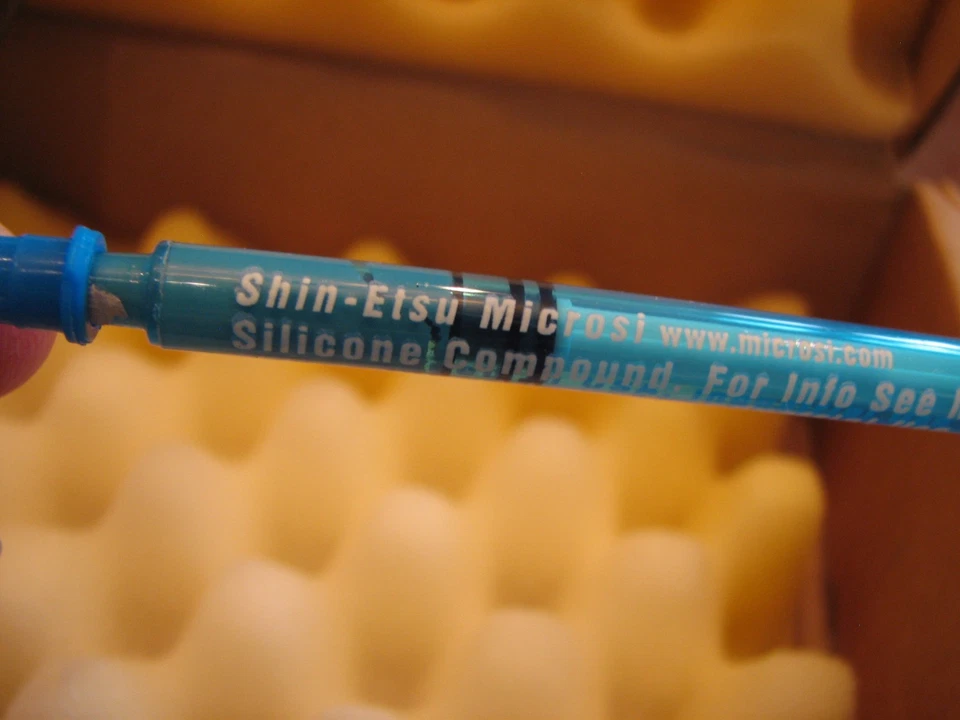 Shin-Etsu Microsi www.microsi.com
Silicone Compound. For Info See